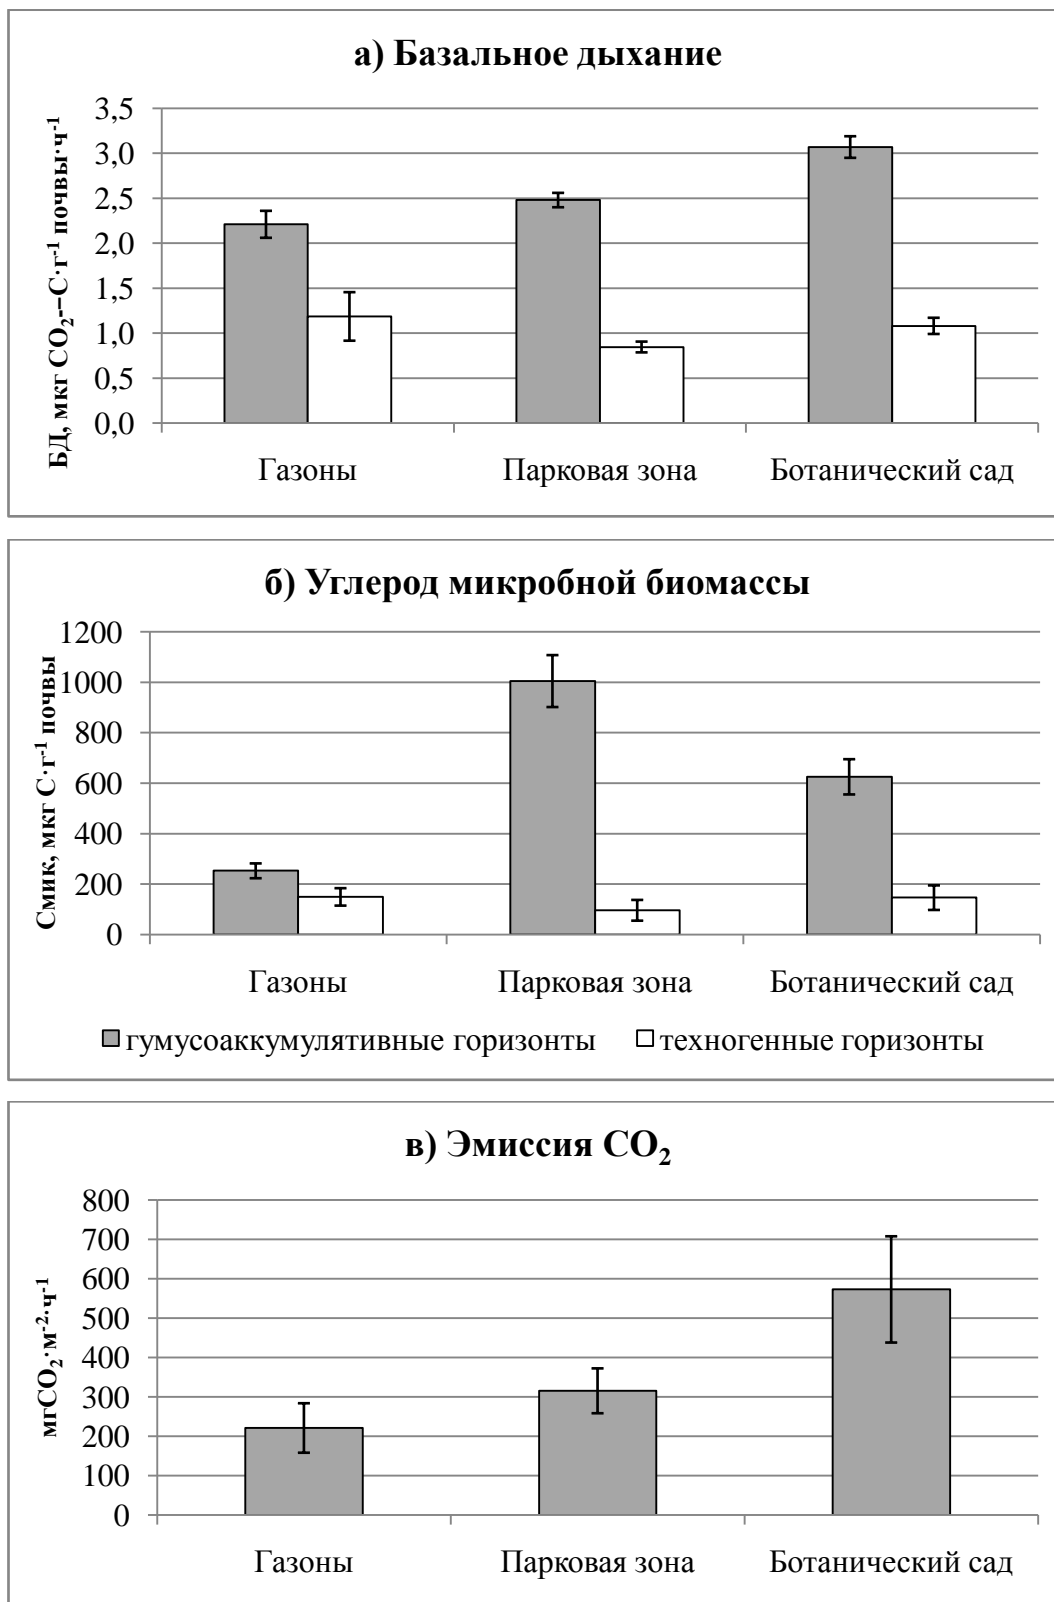 а) Базальное дыхание
БД, мкг CO₂-–С·г⁻¹ почвы·ч⁻¹
3,5
3,0
2,5
2,0
1,5
1,0
0,5
0,0
Газоны Парковая зона Ботанический сад
б) Углерод микробной биомассы
Смик, мкг С·г⁻¹ почвы
1200
1000
800
600
400
200
0
Газоны Парковая зона Ботанический сад
гумусоаккумулятивные горизонты техногенные горизонты
в) Эмиссия CO₂
мгCO₂·м⁻²·ч⁻¹
800
700
600
500
400
300
200
100
0
Газоны Парковая зона Ботанический сад